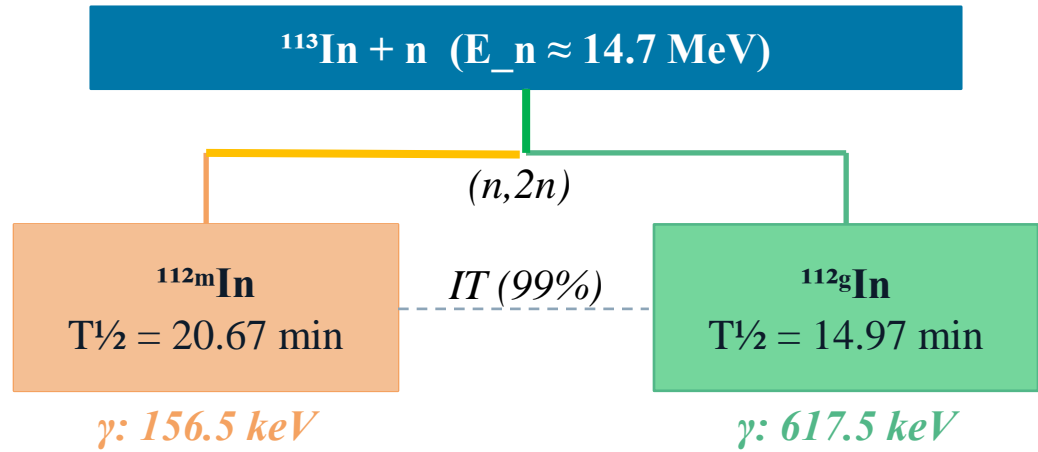 ¹¹³In + n (E_n ≈ 14.7 MeV)
(n,2n)
¹¹²ᵐIn
T½ = 20.67 min
IT (99%)
¹¹²ᵍIn
T½ = 14.97 min
γ: 156.5 keV
γ: 617.5 keV